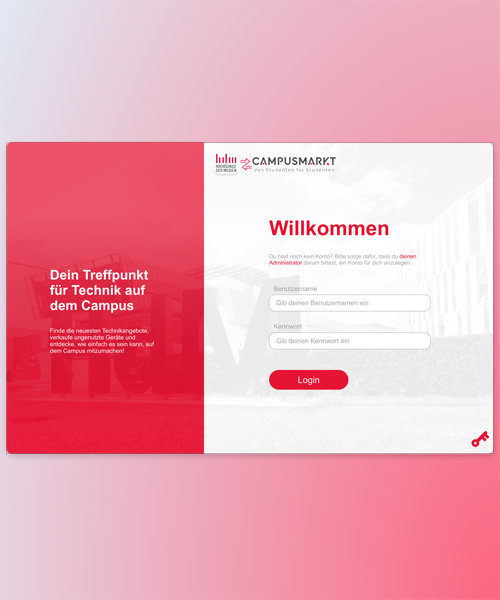 HOCHSCHULE
DER MEDIEN
CAMPUSMARKT
Von Studenten für Studenten
Willkommen
Du hast noch kein Konto? Bitte sorge dafür, dass du deinen
Administrator darum bittest, ein Konto für dich anzulegen.
Dein Treffpunkt
für Technik auf
dem Campus
Finde die neuesten Technikangebote,
verkaufe ungenutzte Geräte und
entdecke, wie einfach es sein kann, auf
dem Campus mitzumachen!
Benutzername
Gib deinen Benutzernamen ein
Kennwort
Gib deinen Kennwort ein
Login